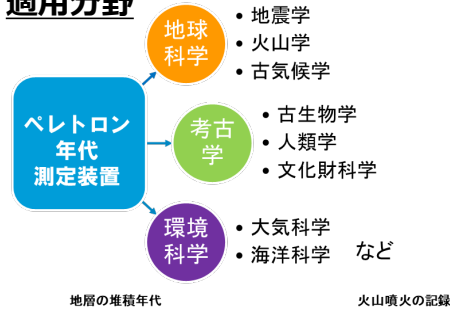 適用分野
地球
科学
• 地震学
• 火山学
• 古気候学
ペレトロン
年代
測定装置
考古
学
• 古生物学
• 人類学
• 文化財科学
環境
科学
• 大気科学
• 海洋科学 など
地層の堆積年代
火山噴火の記録